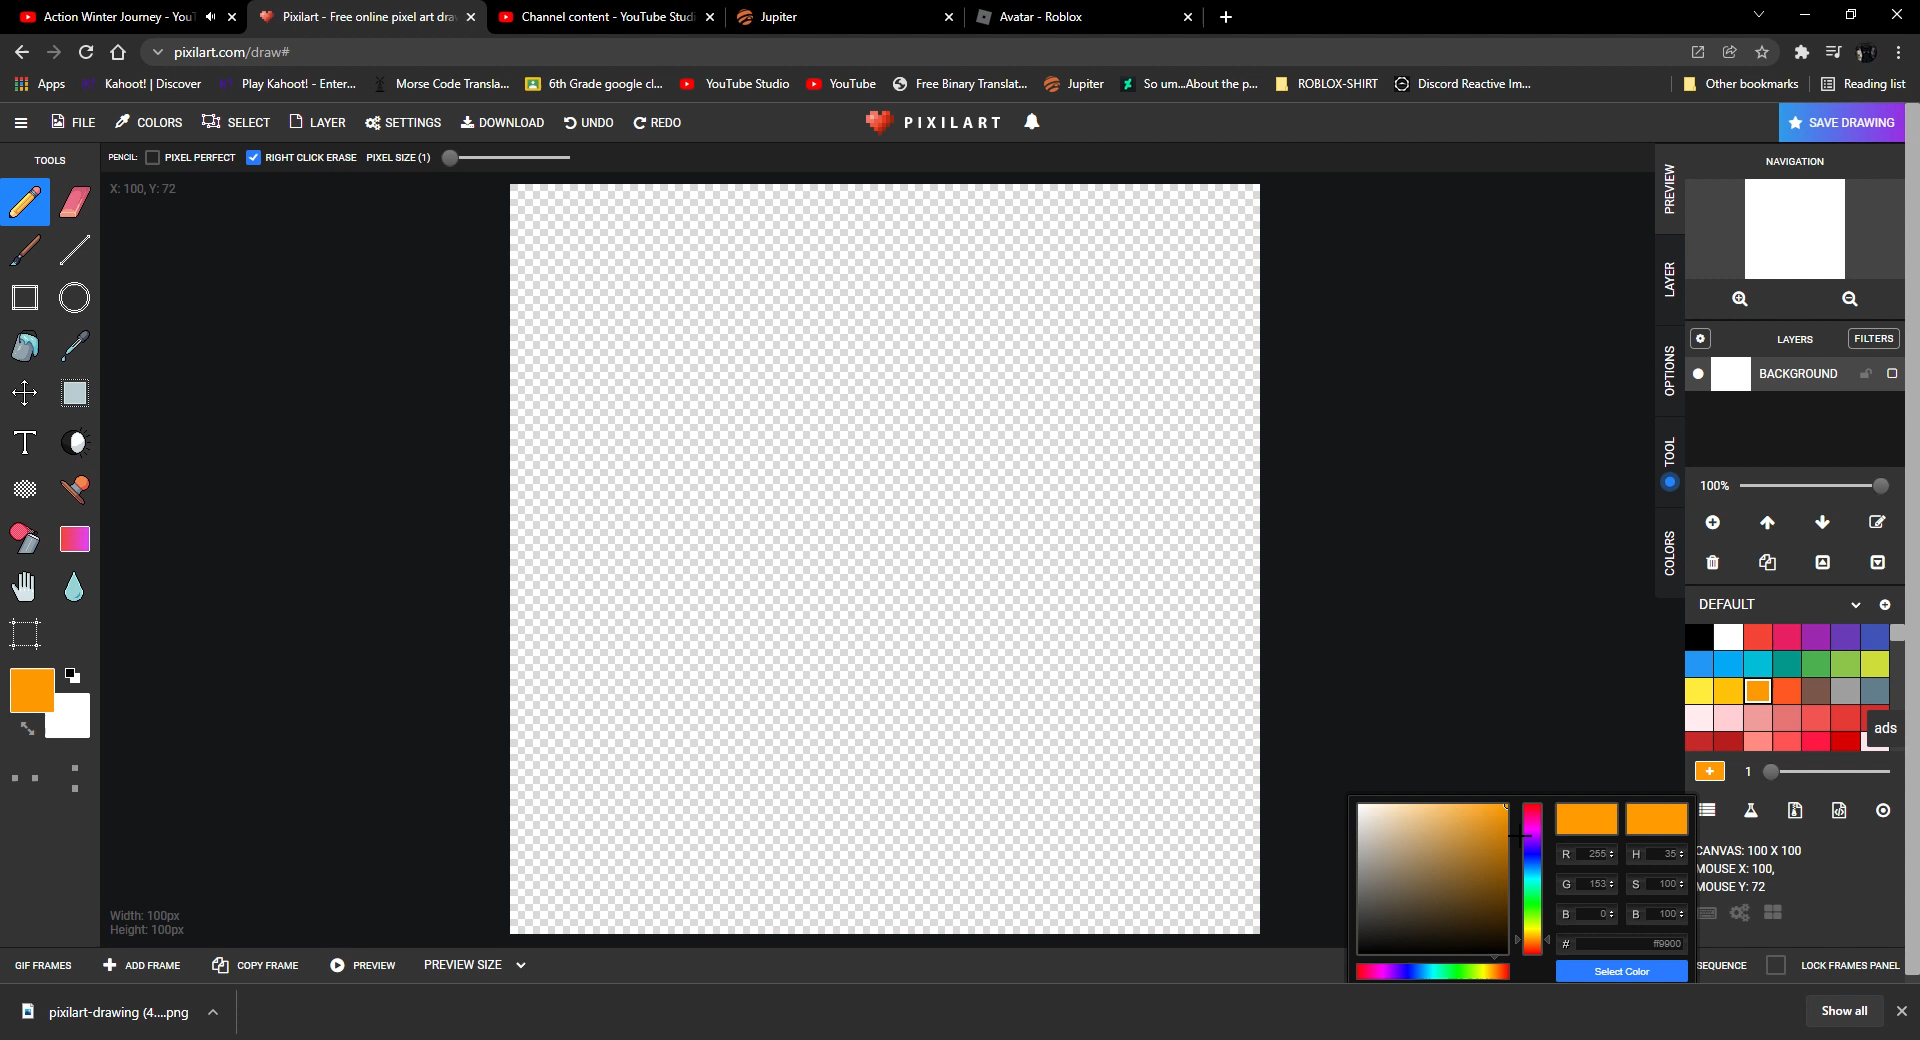 Action Winter Journey - You
Pixilart - Free online pixel art dra
Channel content - YouTube Stud
Jupiter
Avatar - Roblox
pixilart.com/draw#
Apps
Kahoot! | Discover
Play Kahoot! - Enter...
Morse Code Transla...
6th Grade google cl...
YouTube Studio
YouTube
Free Binary Translat...
Jupiter
So um...About the p...
ROBLOX-SHIRT
Discord Reactive Im...
Other bookmarks
Reading list
FILE
COLORS
SELECT
LAYER
SETTINGS
DOWNLOAD
UNDO
REDO
PIXILART
SAVE DRAWING
TOOLS
PENCIL:
PIXEL PERFECT
RIGHT CLICK ERASE
PIXEL SIZE (1)
X: 100, Y: 72
NAVIGATION
PREVIEW
LAYER
OPTIONS
TOOL
COLORS
LAYERS
FILTERS
BACKGROUND
100%
DEFAULT
ads
1
R 255
H 35
G 153
S 100
B 0
B 100
# ff9900
Select Color
CANVAS: 100 X 100
MOUSE X: 100,
MOUSE Y: 72
Width: 100px
Height: 100px
GIF FRAMES
ADD FRAME
COPY FRAME
PREVIEW
PREVIEW SIZE
SEQUENCE
LOCK FRAMES PANEL
pixilart-drawing (4....png
Show all